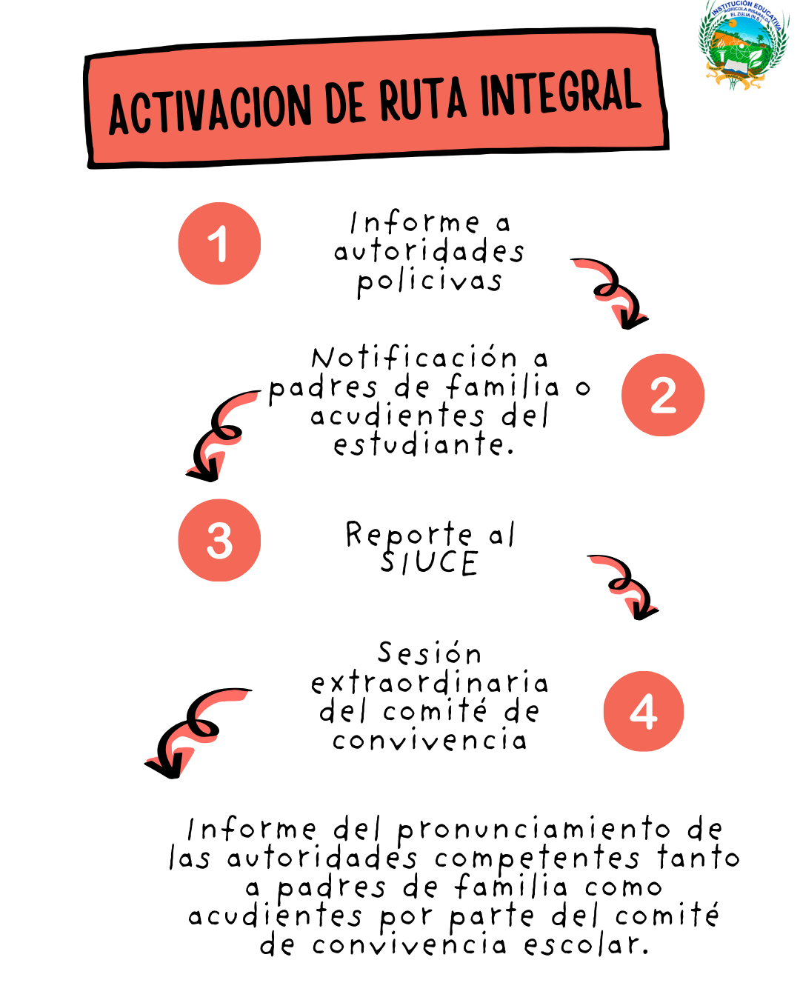 INSTITUCIÓN EDUCATIVA
AGRICOLA RISARALDA
EL ZULIA (N.S)
TRABAJO
ACTIVACION DE RUTA INTEGRAL
1
Informe a
autoridades
policivas
Notificación a
padres de familia o
acudientes del
estudiante.
2
3
Reporte al
SIUCE
Sesión
extraordinaria
del comité de
convivencia
4
Informe del pronunciamiento de
las autoridades competentes tanto
a padres de familia como
acudientes por parte del comité
de convivencia escolar.